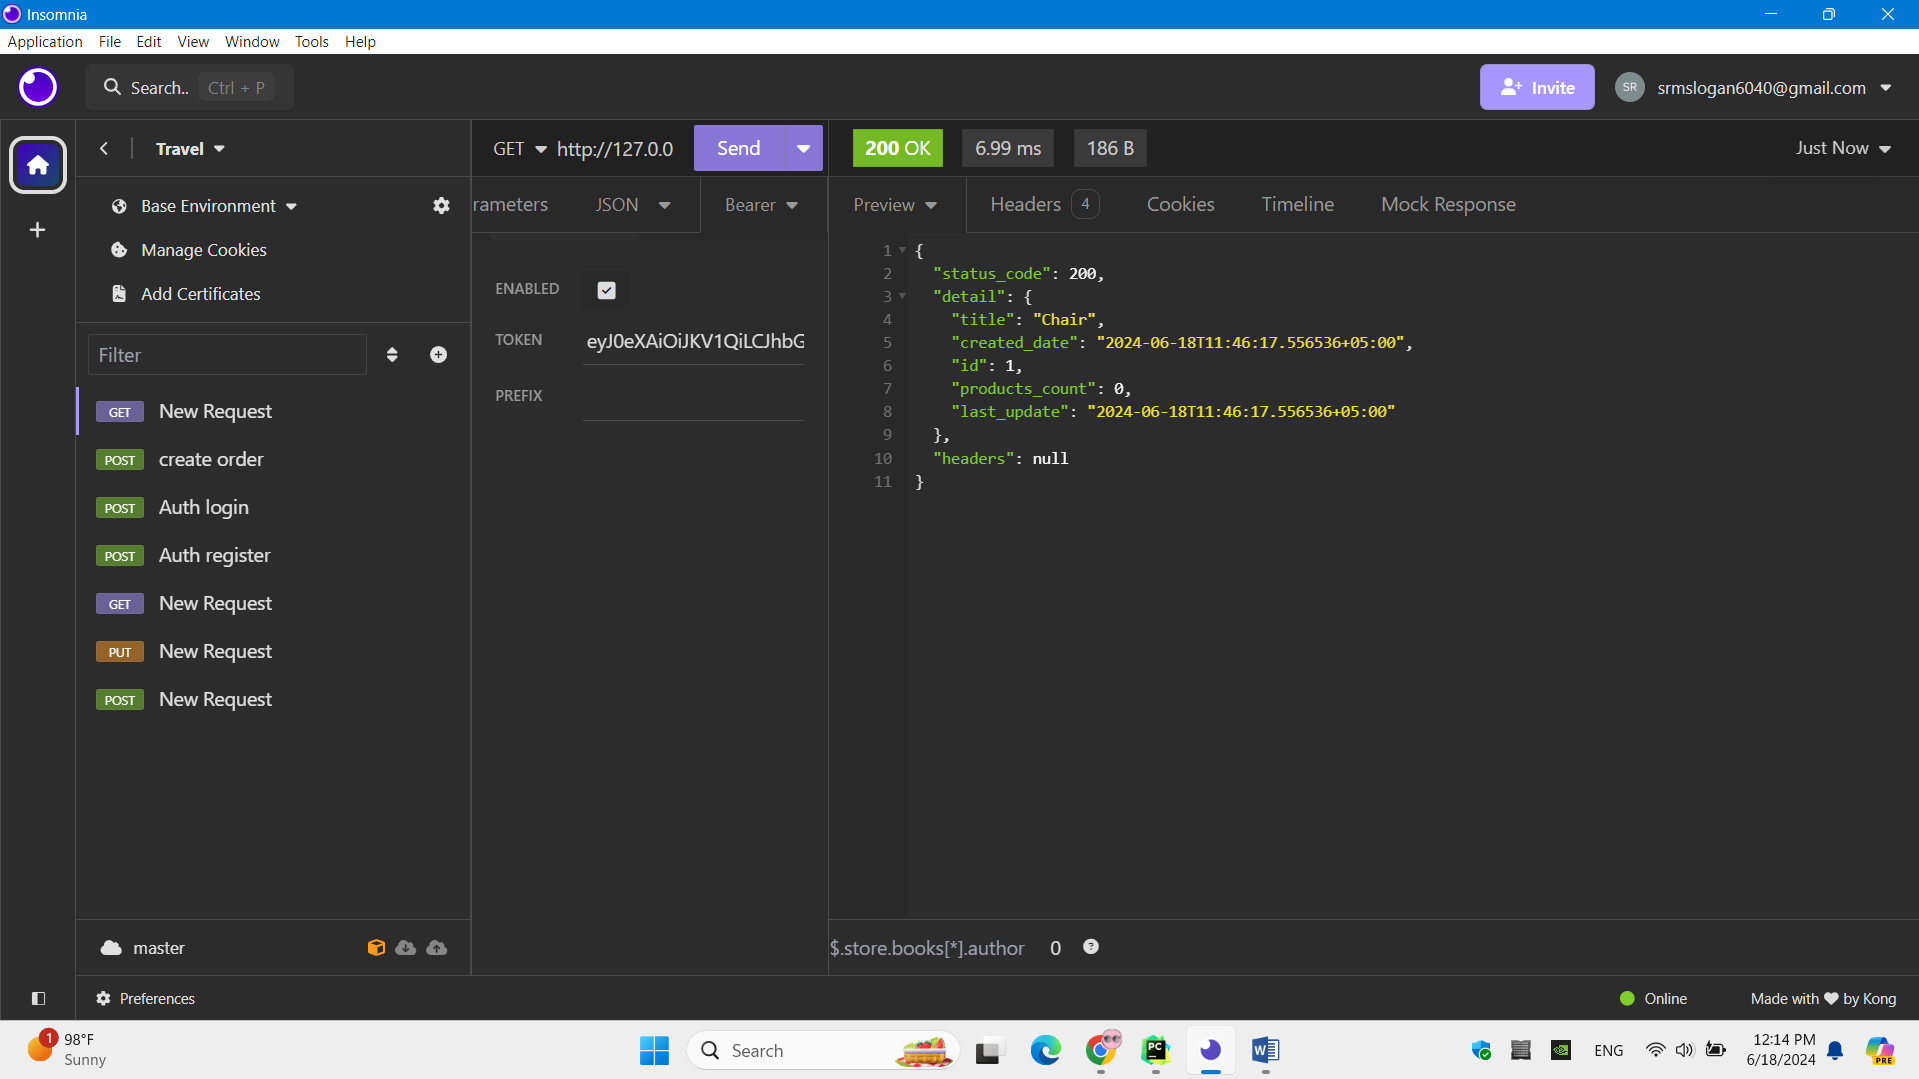 Insomnia
Application File Edit View Window Tools Help
Search.. Ctrl + P
Invite
SR srmslogan6040@gmail.com
Travel
GET http://127.0.0 Send
200 OK 6.99 ms 186 B
Just Now
Base Environment
Manage Cookies
Add Certificates
rameters JSON Bearer
Preview Headers 4 Cookies Timeline Mock Response
Filter
GET New Request
POST create order
POST Auth login
POST Auth register
GET New Request
PUT New Request
POST New Request
ENABLED
TOKEN eyJ0eXAiOiJKV1QiLCJhbG
PREFIX
1 {
2 "status_code": 200,
3 "detail": {
4 "title": "Chair",
5 "created_date": "2024-06-18T11:46:17.556536+05:00",
6 "id": 1,
7 "products_count": 0,
8 "last_update": "2024-06-18T11:46:17.556536+05:00"
9 },
10 "headers": null
11 }
master
$.store.books[*].author 0 ?
Preferences
Online
Made with ❤ by Kong
1 98°F
Sunny
Search
PC
W
ENG
12:14 PM
6/18/2024
PRE